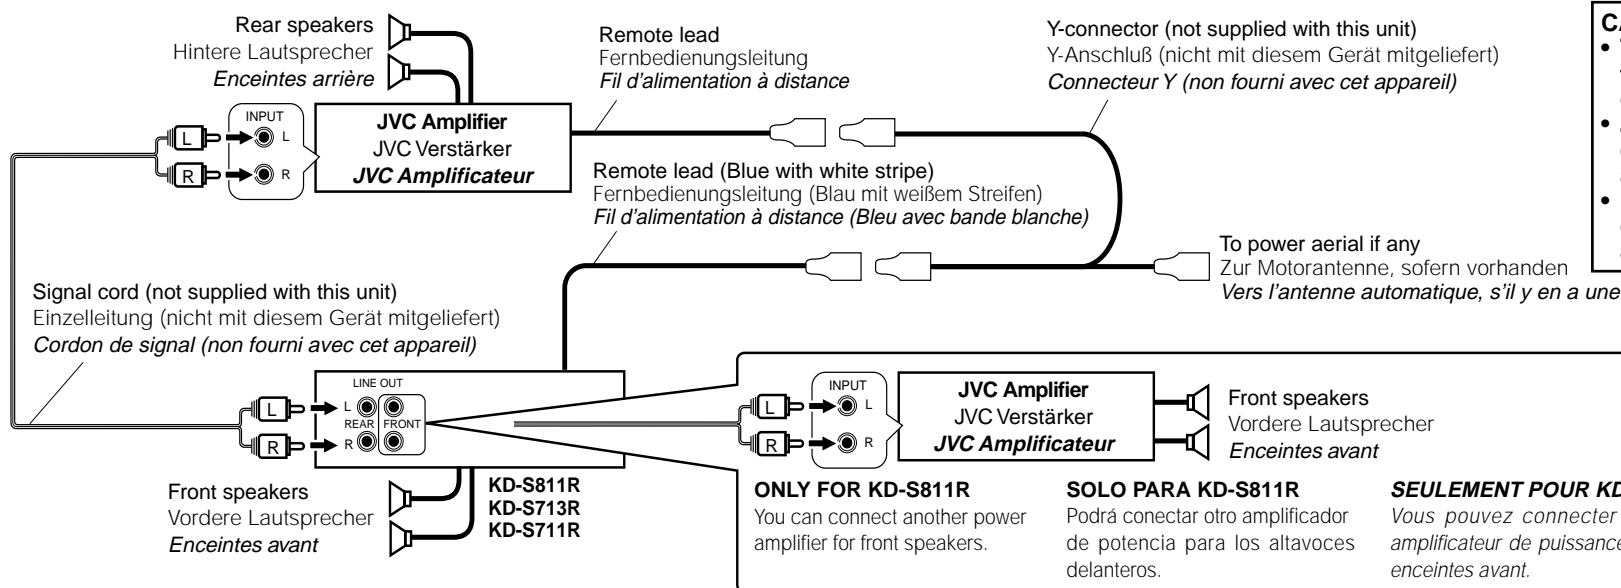 Rear speakers
Hintere Lautsprecher
Enceintes arrière
Remote lead
Fernbedienungsleitung
Fil d'alimentation à distance
Y-connector (not supplied with this unit)
Y-Anschluß (nicht mit diesem Gerät mitgeliefert)
Connecteur Y (non fourni avec cet appareil)
INPUT
L
L
R
R
JVC Amplifier
JVC Verstärker
JVC Amplificateur
Remote lead (Blue with white stripe)
Fernbedienungsleitung (Blau mit weißem Streifen)
Fil d'alimentation à distance (Bleu avec bande blanche)
To power aerial if any
Zur Motorantenne, sofern vorhanden
Vers l'antenne automatique, s'il y en a une
Signal cord (not supplied with this unit)
Einzelleitung (nicht mit diesem Gerät mitgeliefert)
Cordon de signal (non fourni avec cet appareil)
LINE OUT
L
L
REAR FRONT
R
R
Front speakers
Vordere Lautsprecher
Enceintes avant
KD-S811R
KD-S713R
KD-S711R
INPUT
L
L
R
R
JVC Amplifier
JVC Verstärker
JVC Amplificateur
Front speakers
Vordere Lautsprecher
Enceintes avant
ONLY FOR KD-S811R
You can connect another power
amplifier for front speakers.
SOLO PARA KD-S811R
Podrá conectar otro amplificador
de potencia para los altavoces
delanteros.
SEULEMENT POUR KD
Vous pouvez connecter
amplificateur de puissance
enceintes avant.